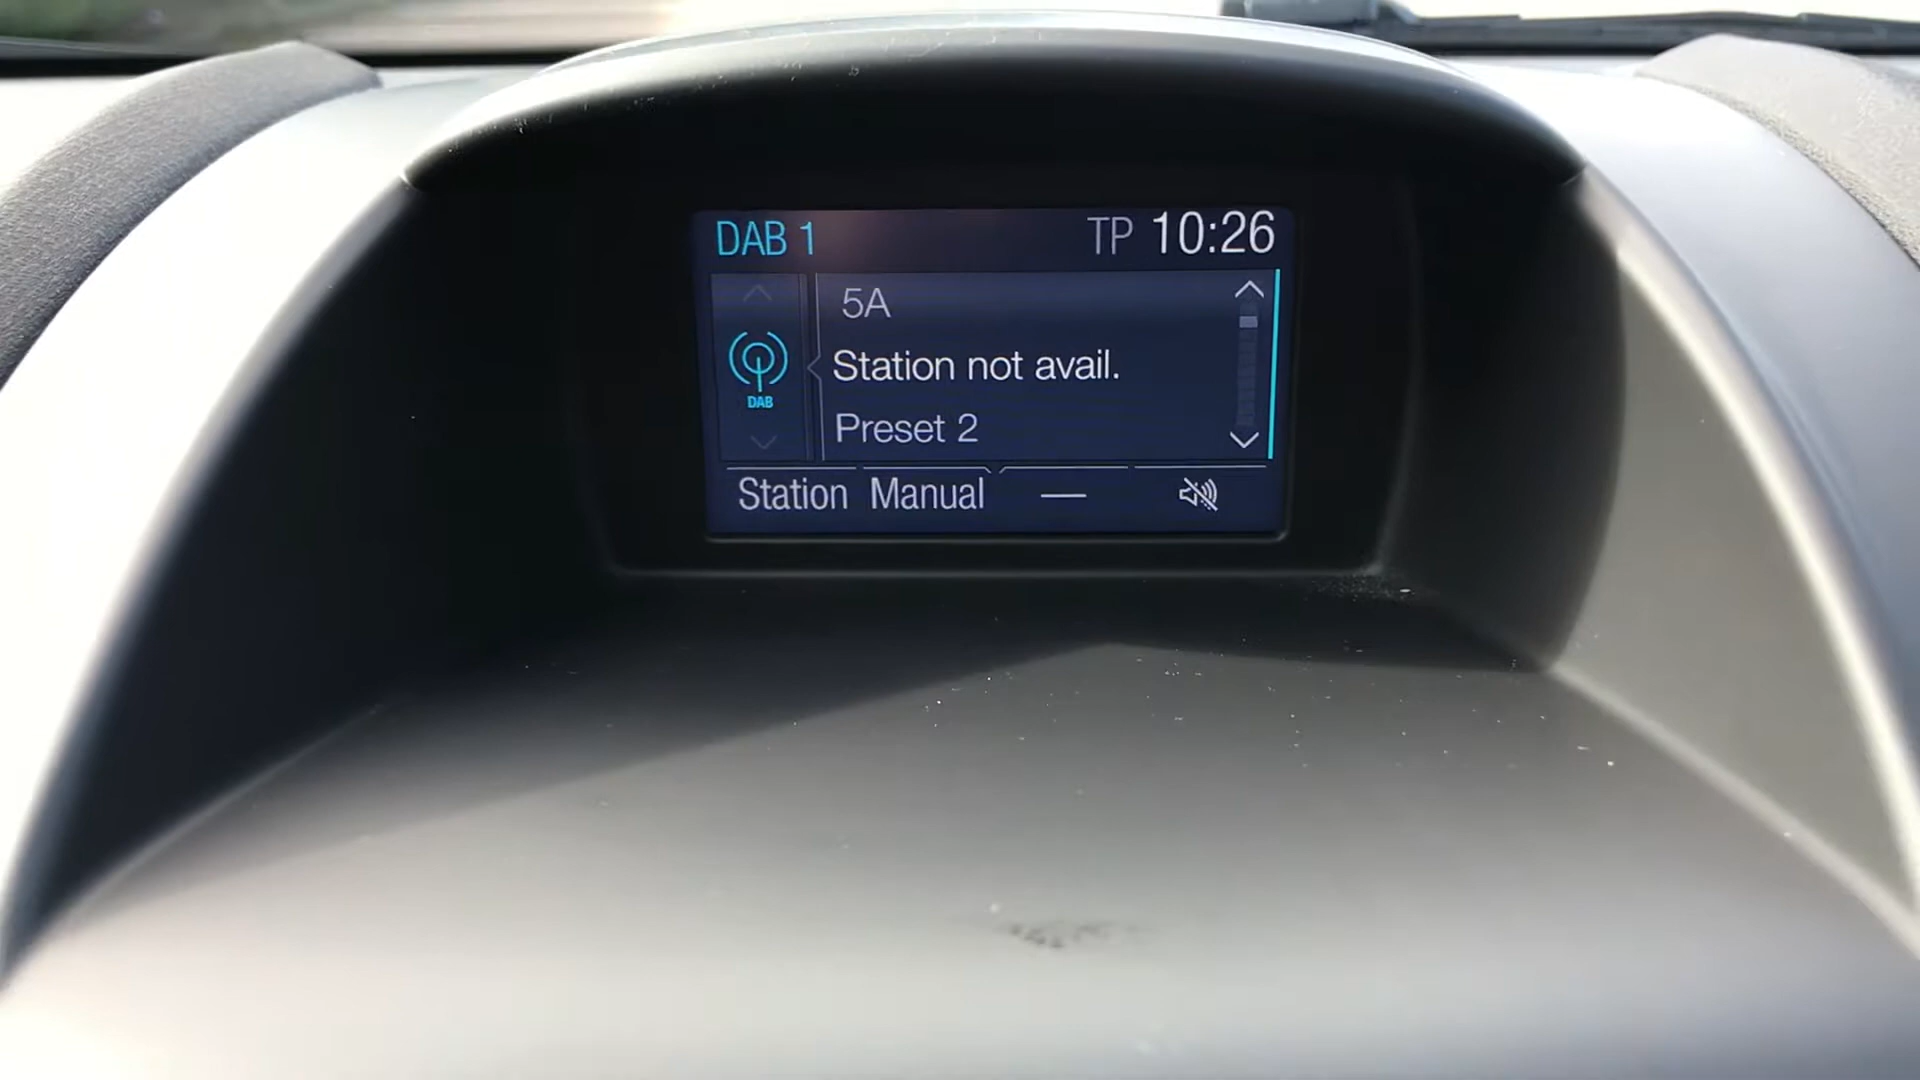 DAB 1 TP 10:26
5A
Station not avail.
DAB
Preset 2
Station Manual —